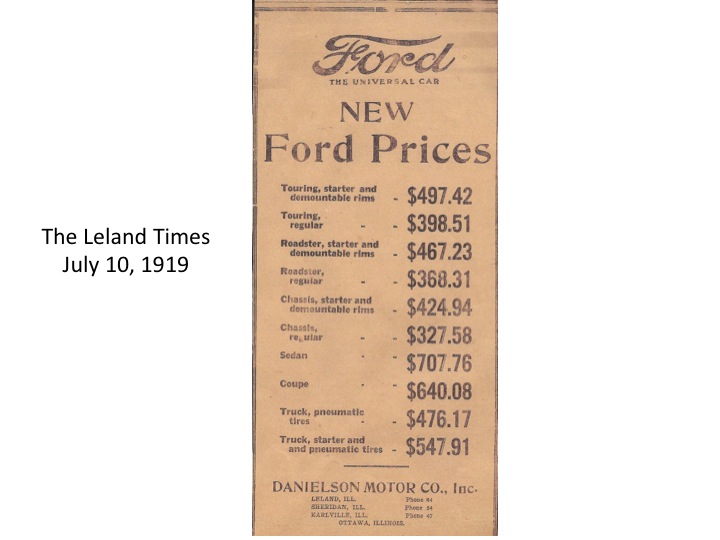 The Leland Times
July 10, 1919
Ford
THE UNIVERSAL CAR
NEW
Ford Prices
Touring, starter and
demountable rims - $497.42
Touring,
regular - - $398.51
Roadster, starter and
demountable rims - $467.23
Roadster,
regular - - $368.31
Chassis, starter and
demountable rims - $424.94
Chassis,
regular - - $327.58
Sedan - - $707.76
Coupe - - $640.08
Truck, pneumatic
tires - - $476.17
Truck, starter and
and pneumatic tires - $547.91
DANIELSON MOTOR CO., Inc.
LELAND, ILL. Phone 64
SHERIDAN, ILL. Phone 54
EARLVILLE, ILL. Phone 47
OTTAWA, ILLINOIS.